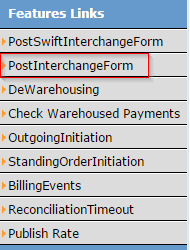 Features Links
PostSwiftInterchangeForm
PostInterchangeForm
DeWarehousing
Check Warehoused Payments
OutgoingInitiation
StandingOrderInitiation
BillingEvents
ReconciliationTimeout
Publish Rate